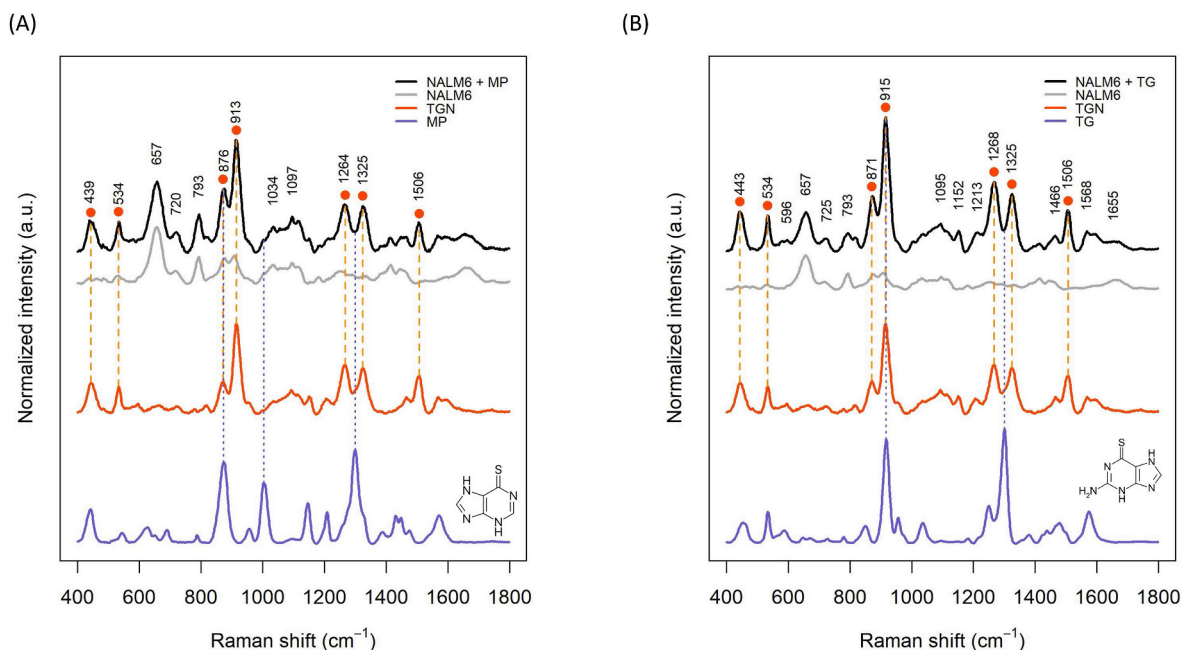 (A)
(B)
NALM6 + MP
NALM6
TGN
MP
439
534
657
720
793
876
913
1034
1097
1264
1325
1506
Normalized intensity (a.u.)
S
H
N
N
N
N
H
400
600
800
1000
1200
1400
1600
1800
Raman shift (cm−1)
NALM6 + TG
NALM6
TGN
TG
443
534
596
657
725
793
871
915
1095
1152
1213
1268
1325
1466
1506
1568
1655
Normalized intensity (a.u.)
S
H
N
N
H2N
N
H
N
400
600
800
1000
1200
1400
1600
1800
Raman shift (cm−1)